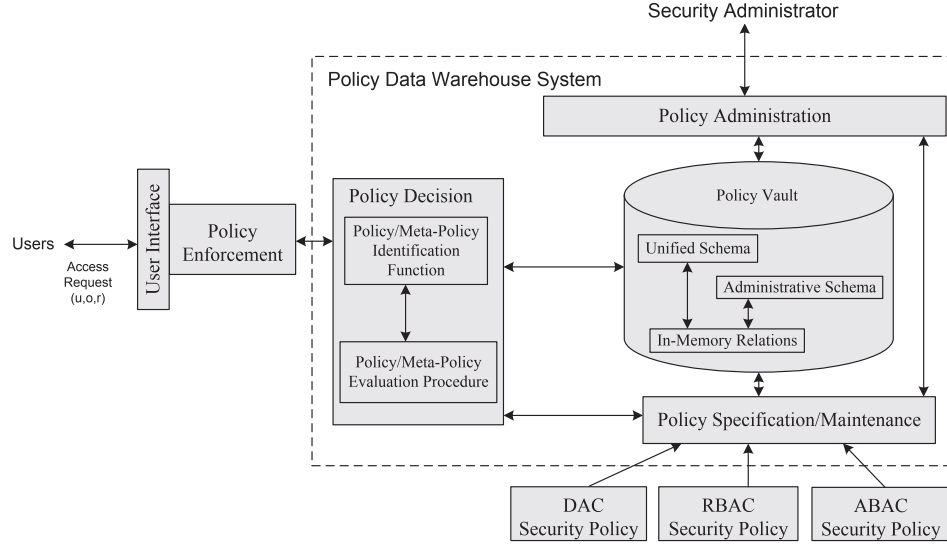 Security Administrator
Policy Data Warehouse System
Policy Administration
Policy Vault
Unified Schema
Administrative Schema
In-Memory Relations
Policy Decision
Policy/Meta-Policy
Identification
Function
Policy/Meta-Policy
Evaluation Procedure
User Interface
Policy
Enforcement
Users
Access
Request
(u,o,r)
Policy Specification/Maintenance
DAC
Security Policy
RBAC
Security Policy
ABAC
Security Policy